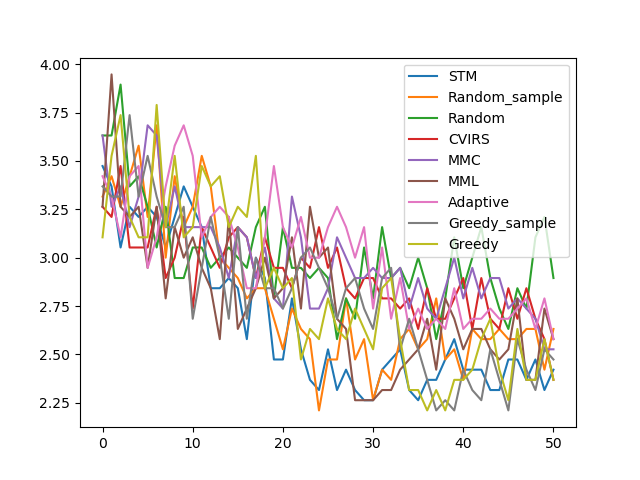 4.00
3.75
3.50
3.25
3.00
2.75
2.50
2.25
0
10
20
30
40
50
STM
Random_sample
Random
CVIRS
MMC
MML
Adaptive
Greedy_sample
Greedy